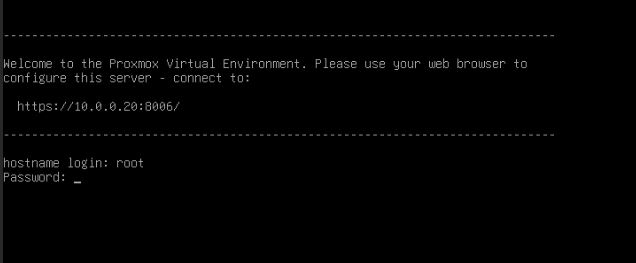 ------------------------------------------------------------------------------
Welcome to the Proxmox Virtual Environment. Please use your web browser to
configure this server - connect to:
https://10.0.0.20:8006/
------------------------------------------------------------------------------
hostname login: root
Password: _